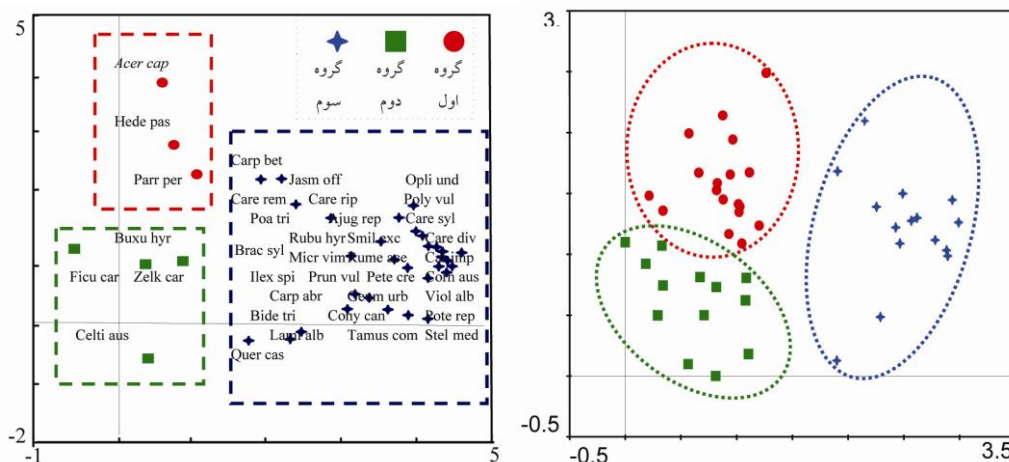 5
گروه گروه گروه
سوم دوم اول
Acer cap
Hede pas
Parr per
Buxu hyr
Ficu car Zelk car
Celti aus
Carp bet
Jasm off Opli und
Care rem Care rip Poly vul
Poa tri Ajug rep Care syl
Rubu hyr Smil exc Care div
Brac syl
Micr vim
Ilex spi Prun vul Pete cre Com aus
Carp abr Geum urb Viol alb
Bide tri Cony can Pote rep
Lami alb Tamus com Stel med
Quer cas
-2
-1 5
3.
-0.5
-0.5 3.5